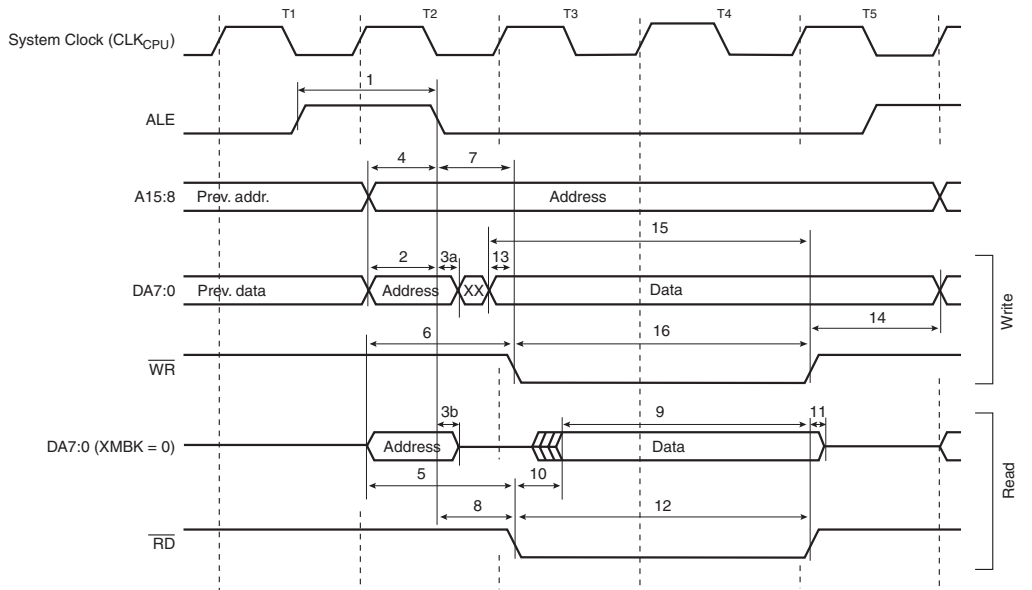 T1 T2 T3 T4 T5
System Clock (CLKCPU)
1
ALE
4 7
A15:8 Prev. addr. Address
15
2 3a 13
DA7:0 Prev. data Address XX Data
14
6 16
WR
Write
3b 9 11
DA7:0 (XMBK = 0) Address Data
5 10
8 12
RD
Read